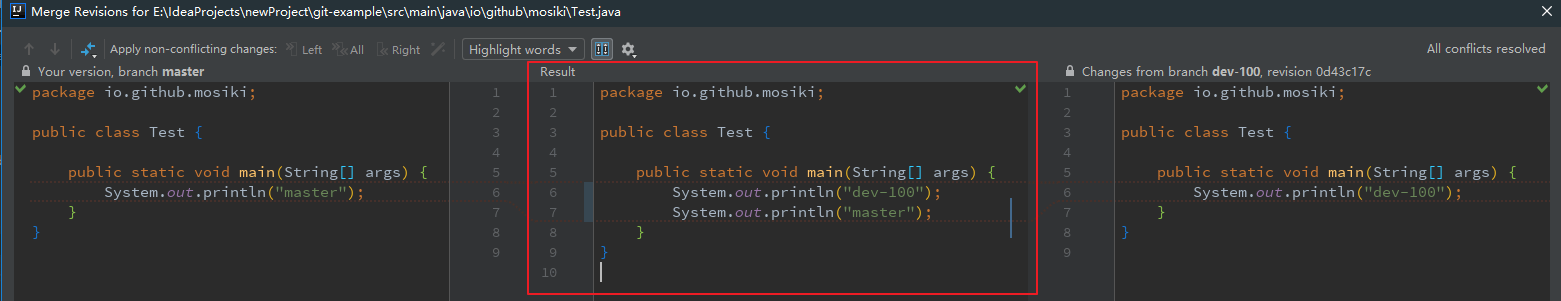 Merge Revisions for E:\IdeaProjects\newProject\git-example\src\main\java\io\github\mosiki\Test.java
Apply non-conflicting changes: Left All Right Highlight words All conflicts resolved
Your version, branch master
1
2
3
4
5
6
7
8
9
package io.github.mosiki;
public class Test {
public static void main(String[] args) {
System.out.println("master");
}
}
Result
1
2
3
4
5
6
7
8
9
10
package io.github.mosiki;
public class Test {
public static void main(String[] args) {
System.out.println("dev-100");
System.out.println("master");
}
}
Changes from branch dev-100, revision 0d43c17c
1
2
3
4
5
6
7
8
9
package io.github.mosiki;
public class Test {
public static void main(String[] args) {
System.out.println("dev-100");
}
}